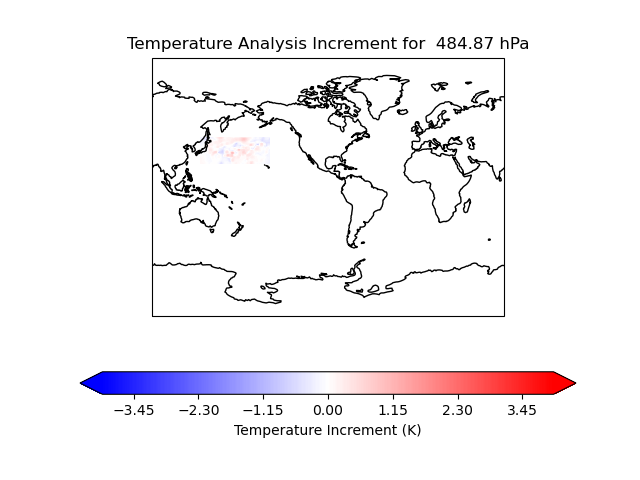 Temperature Analysis Increment for  484.87 hPa
−3.45 −2.30 −1.15 0.00 1.15 2.30 3.45
Temperature Increment (K)